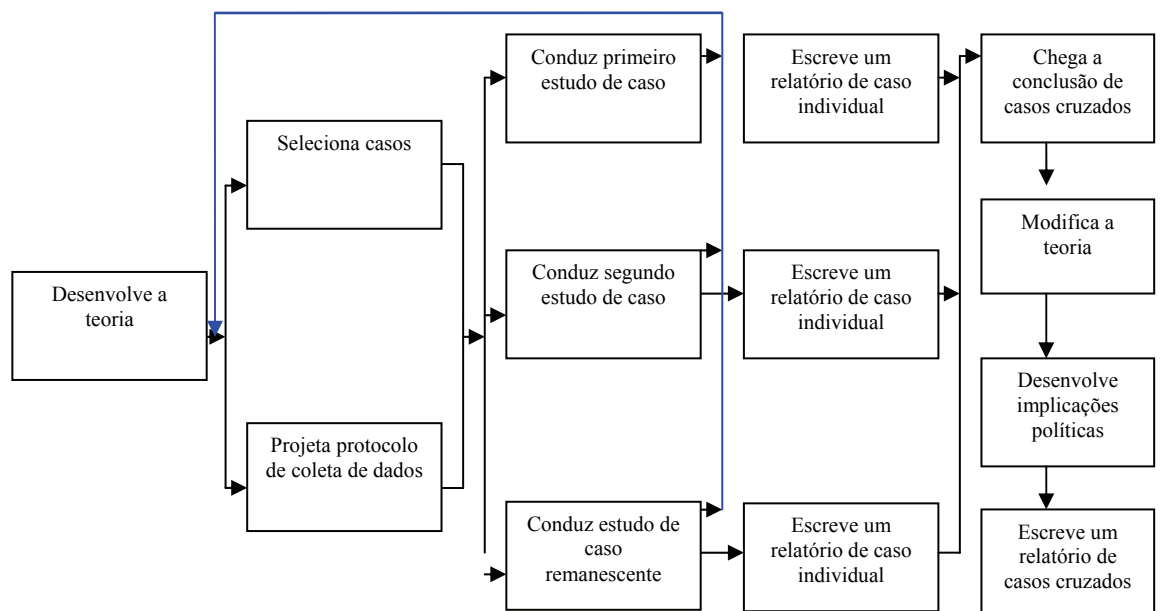 Desenvolve a
teoria
Seleciona casos
Projeta protocolo
de coleta de dados
Conduz primeiro
estudo de caso
Conduz segundo
estudo de caso
Conduz estudo de
caso
remanescente
Escreve um
relatório de caso
individual
Escreve um
relatório de caso
individual
Escreve um
relatório de caso
individual
Chega a
conclusão de
casos cruzados
Modifica a
teoria
Desenvolve
implicações
políticas
Escreve um
relatório de
casos cruzados